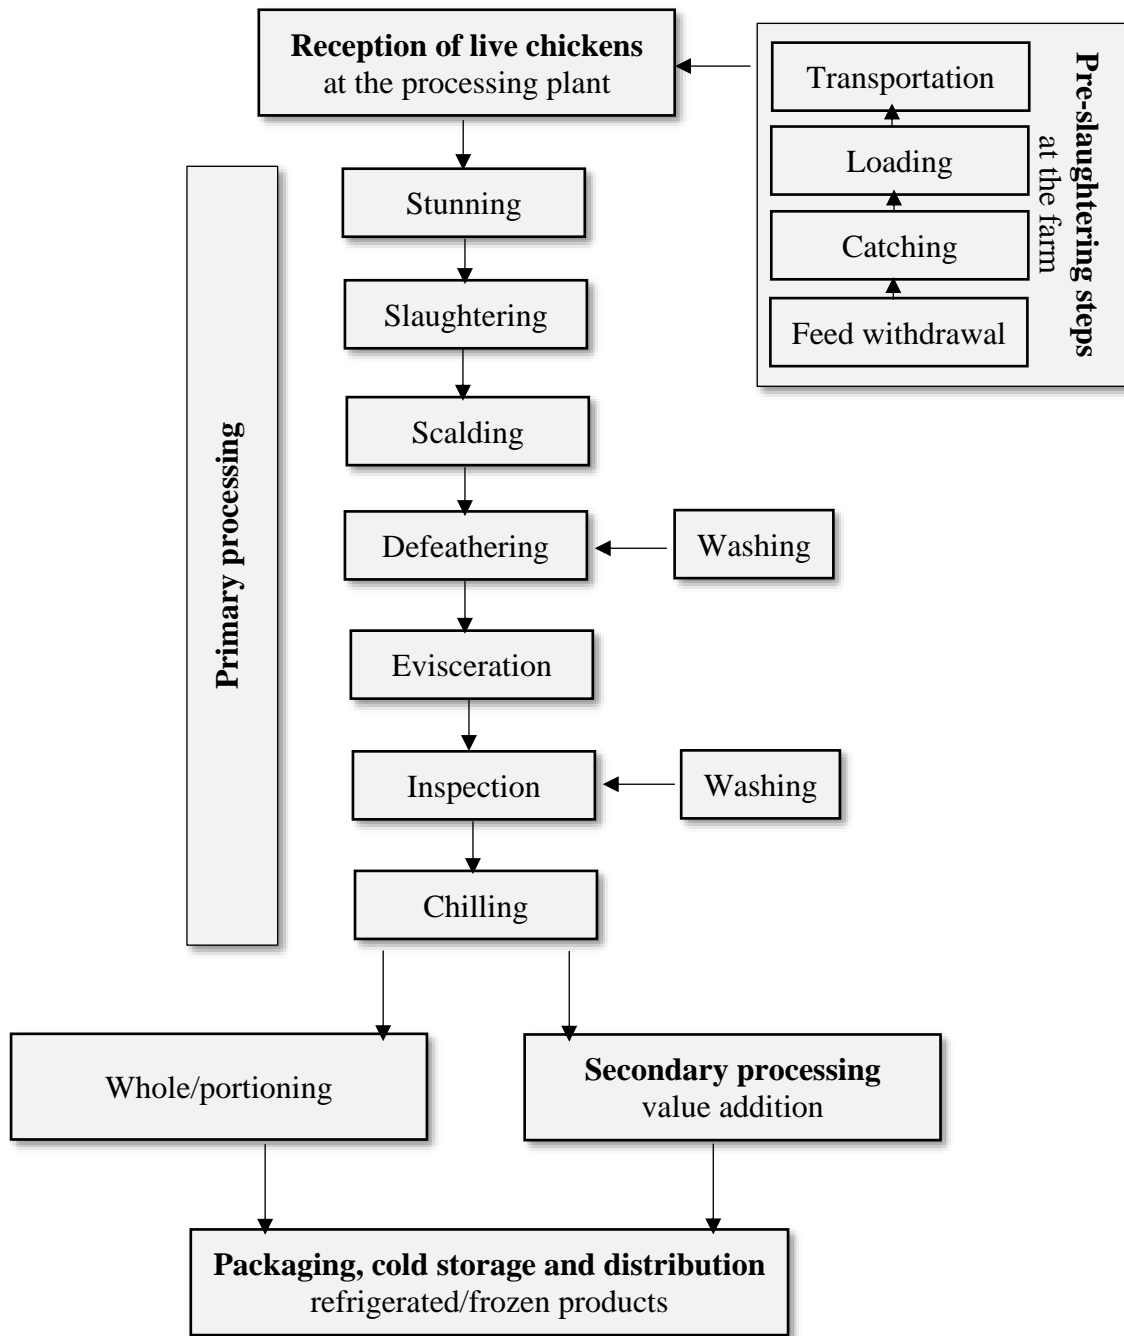 Reception of live chickens
at the processing plant
Transportation
Loading
Catching
Feed withdrawal
Pre-slaughtering steps
at the farm
Primary processing
Stunning
Slaughtering
Scalding
Defeathering
Washing
Evisceration
Inspection
Washing
Chilling
Whole/portioning
Secondary processing
value addition
Packaging, cold storage and distribution
refrigerated/frozen products